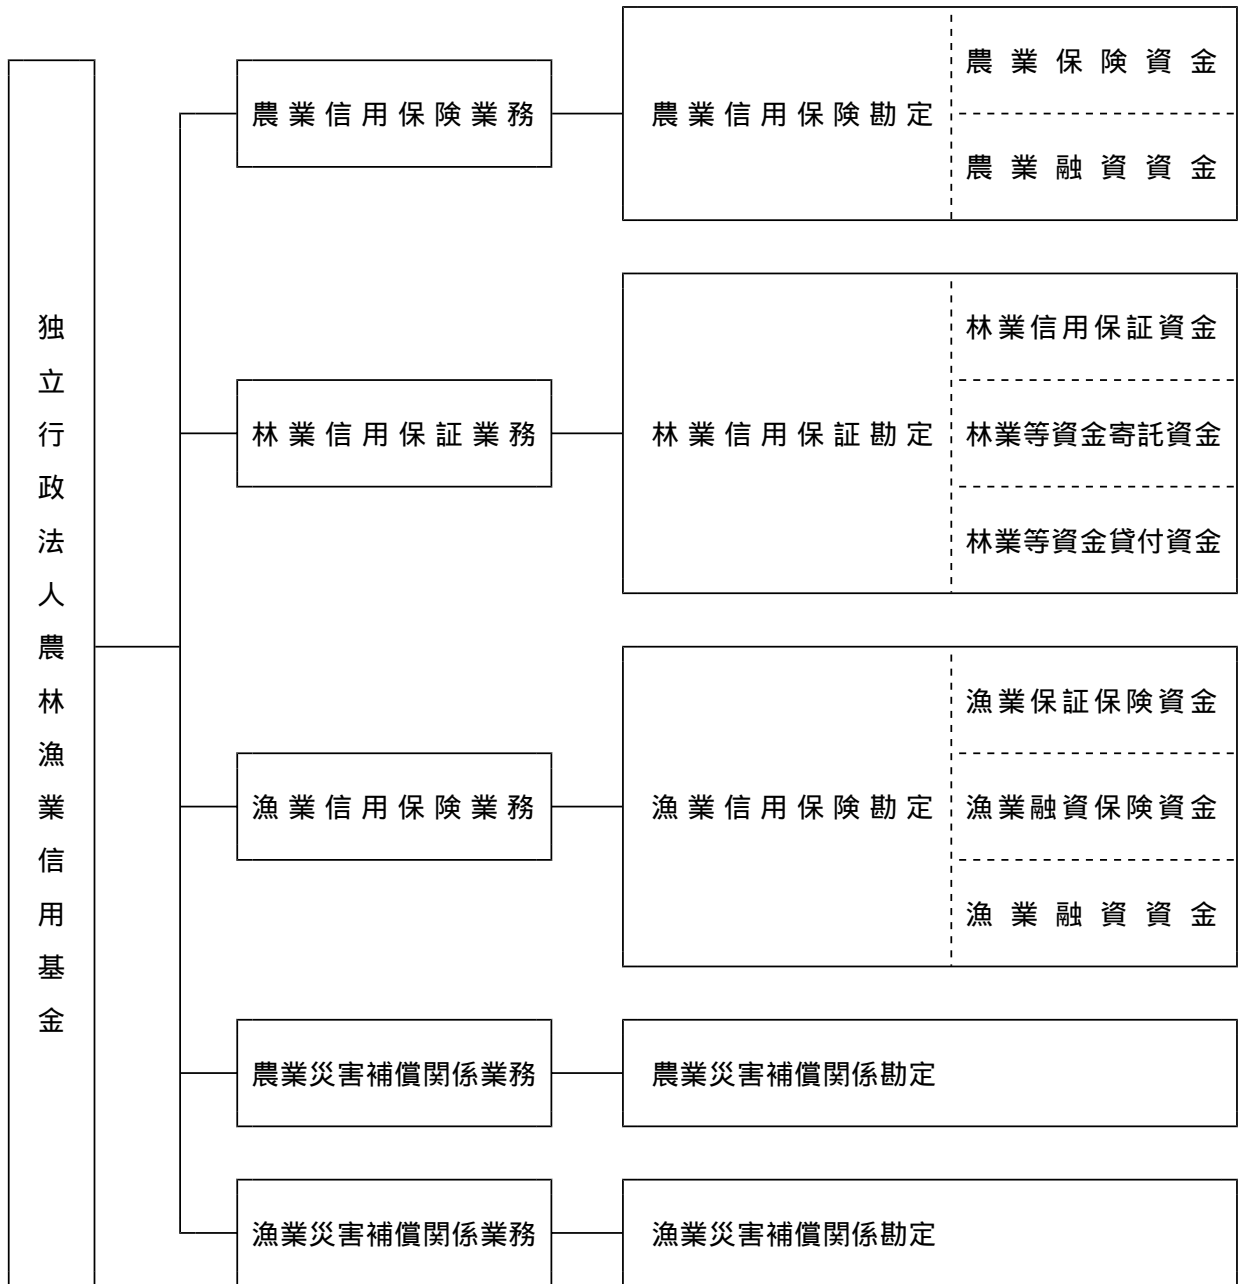 独立行政法人農林漁業信用基金
農業信用保険業務
農業信用保険勘定
農業保険資金
農業融資資金
林業信用保証業務
林業信用保証勘定
林業信用保証資金
林業等資金寄託資金
林業等資金貸付資金
漁業信用保険業務
漁業信用保険勘定
漁業保証保険資金
漁業融資保険資金
漁業融資資金
農業災害補償関係業務
農業災害補償関係勘定
漁業災害補償関係業務
漁業災害補償関係勘定